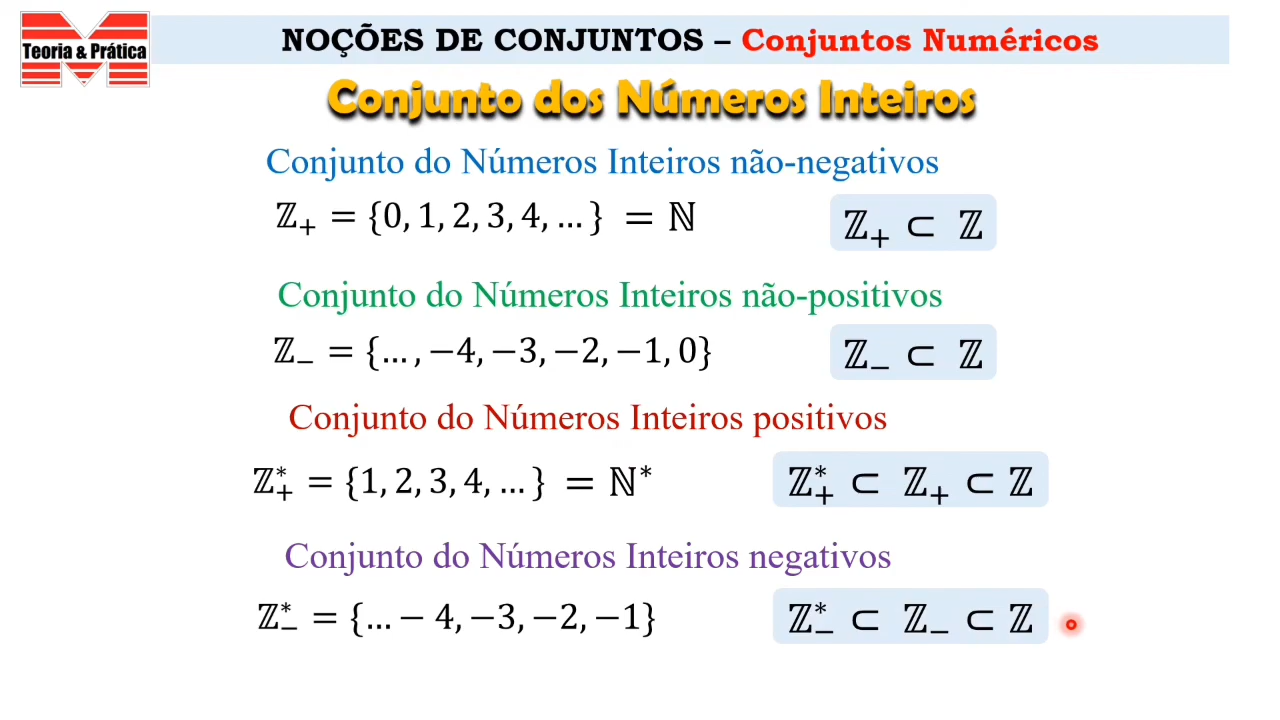 Teoria & Prática
NOÇÕES DE CONJUNTOS – Conjuntos Numéricos
Conjunto dos Números Inteiros
Conjunto do Números Inteiros não-negativos
ℤ₊ = {0, 1, 2, 3, 4, … } = ℕ
ℤ₊ ⊂ ℤ
Conjunto do Números Inteiros não-positivos
ℤ₋ = {… , −4, −3, −2, −1, 0}
ℤ₋ ⊂ ℤ
Conjunto do Números Inteiros positivos
ℤ₊* = {1, 2, 3, 4, … } = ℕ*
ℤ₊* ⊂ ℤ₊ ⊂ ℤ
Conjunto do Números Inteiros negativos
ℤ₋* = {… − 4, −3, −2, −1}
ℤ₋* ⊂ ℤ₋ ⊂ ℤ